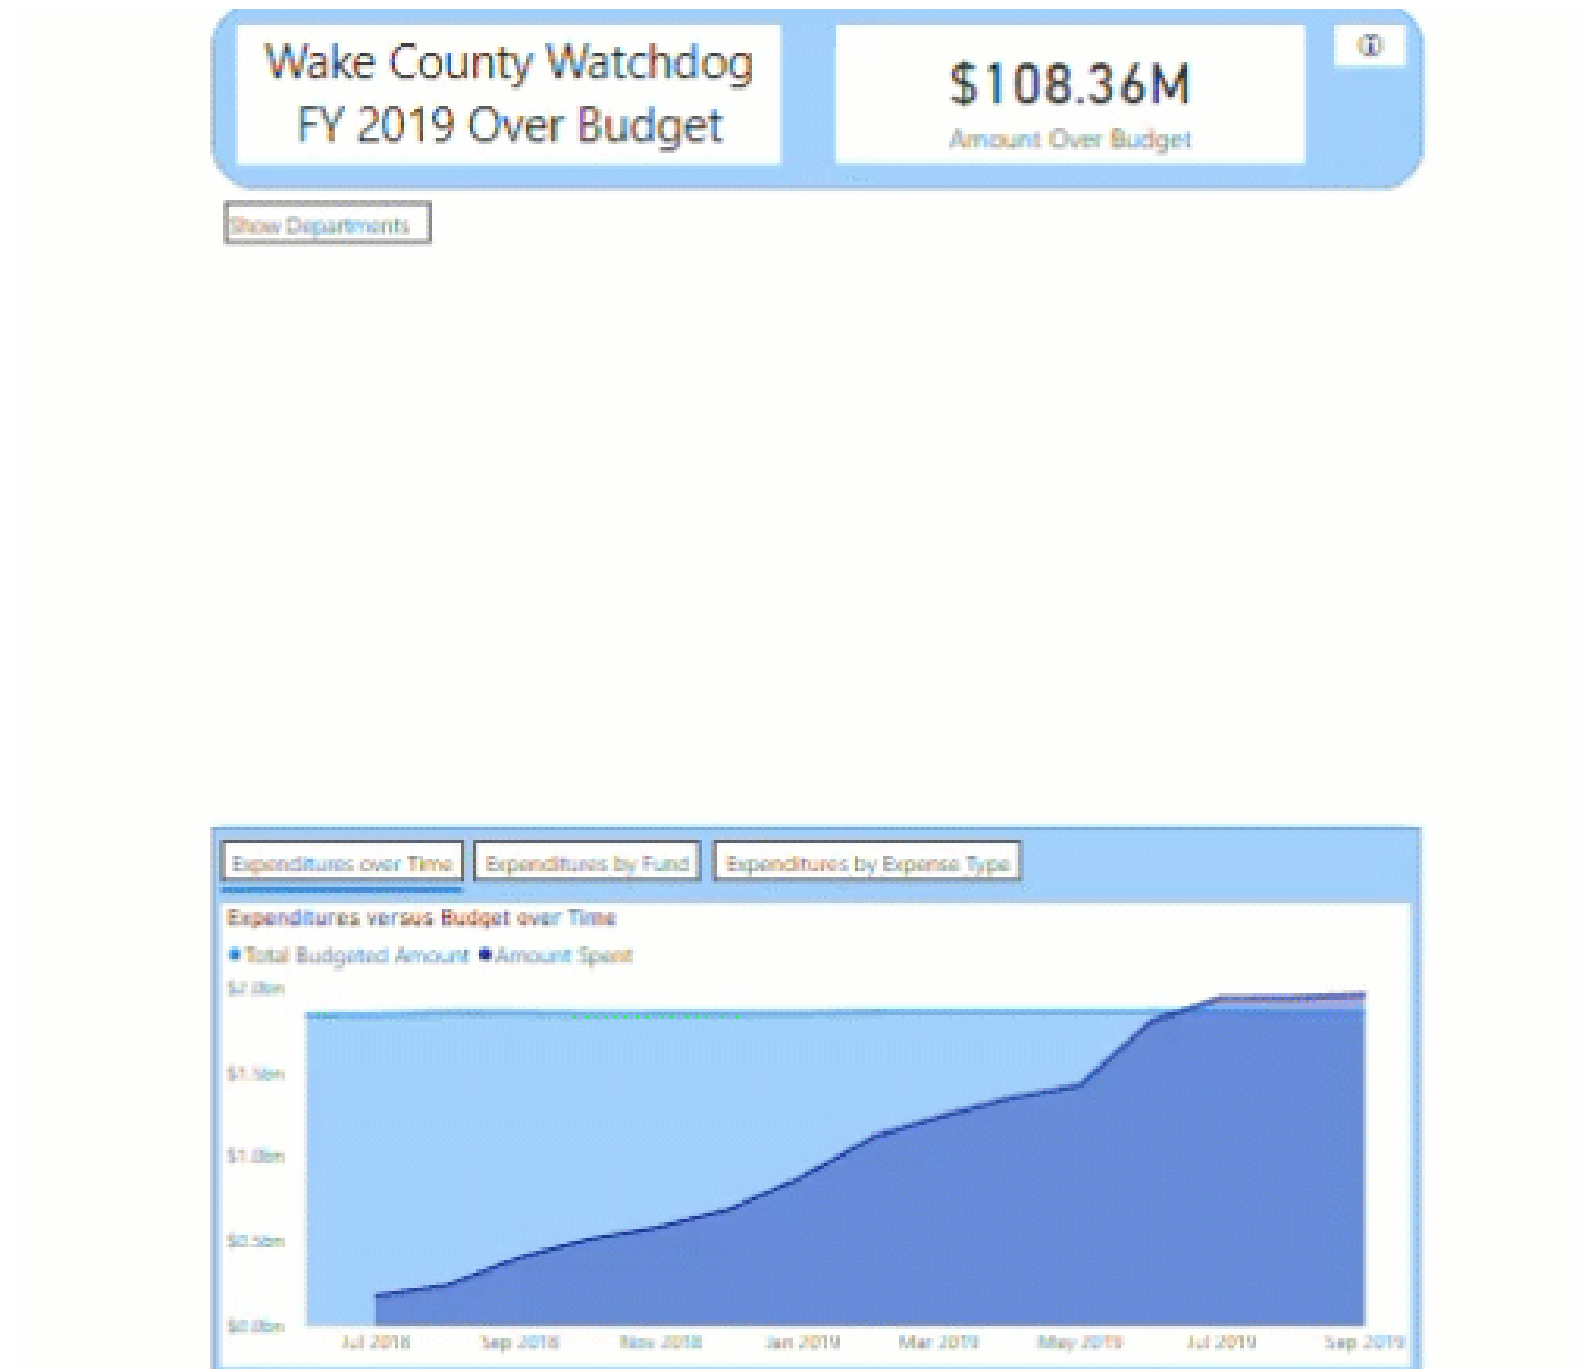 Wake County Watchdog
FY 2019 Over Budget
$108.36M
Amount Over Budget
Show Departments
Expenditures over Time
Expenditures by Fund
Expenditures by Expense Type
Expenditures versus Budget over Time
Total Budgeted Amount
Amount Spent
$2.0bn
$1.5bn
$1.0bn
$0.5bn
$0.0bn
Jul 2018
Sep 2018
Nov 2018
Jan 2019
Mar 2019
May 2019
Jul 2019
Sep 2019